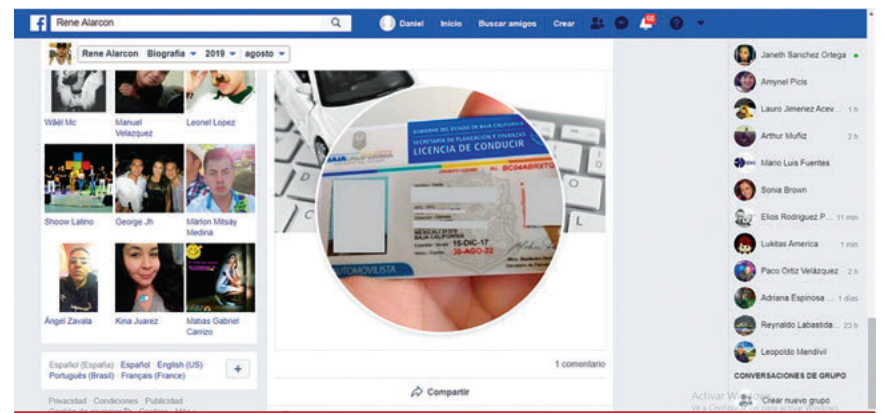 Rene Alarcon
Daniel Inicio Buscar amigos Crear
Rene Alarcon Biografía 2019 agosto
Wäël Mc
Manuel
Velazquez
Leonel Lopez
Shoow Latino
George Jh
Marlon Mitsay
Medina
Ángel Zavala
Kina Juarez
Matias Gabriel
Carrizo
Español (España) · Español · English (US) ·
Português (Brasil) · Français (France)
+
Privacidad · Condiciones · Publicidad ·
GOBIERNO DEL ESTADO DE BAJA CALIFORNIA
SECRETARÍA DE PLANEACIÓN Y FINANZAS
LICENCIA DE CONDUCIR
BAJA CALIFORNIA
No. BC04ABRXTG
BAJA CALIFORNIA
15-DIC-17
30-AGO-22
AUTOMOVILISTA
L
1 comentario
Compartir
Janeth Sanchez Ortega
Amynel Picis
Lauro Jimenez Acev... 1 h
Arthur Muñiz 2 h
Mario Luis Fuentes
Sonia Brown
Elios Rodriguez P... 11 min
Lukitas America 1 min
Paco Ortiz Velázquez 2 h
Adriana Espinosa ... 1 días
Reynaldo Labastida... 23 h
Leopoldo Mendívil
CONVERSACIONES DE GRUPO
Activar Windows
Crear nuevo grupo